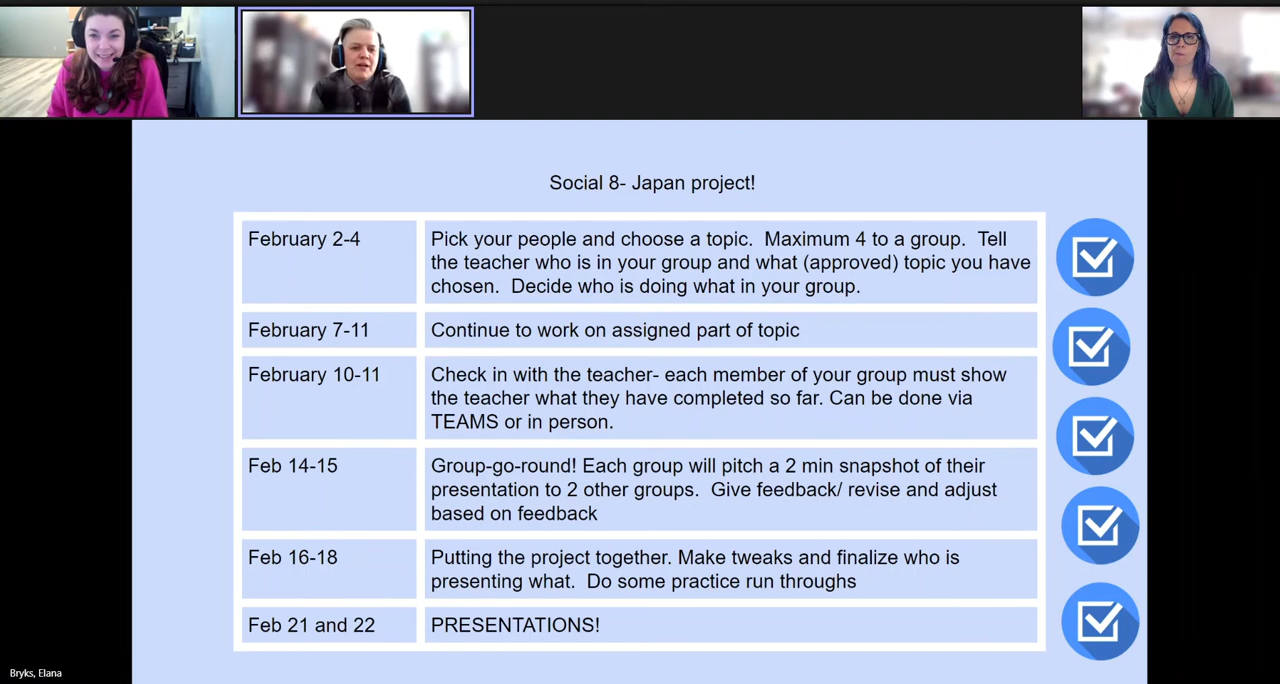 Social 8- Japan project!
February 2-4
Pick your people and choose a topic.  Maximum 4 to a group.  Tell
the teacher who is in your group and what (approved) topic you have
chosen.  Decide who is doing what in your group.
February 7-11
Continue to work on assigned part of topic
February 10-11
Check in with the teacher- each member of your group must show
the teacher what they have completed so far. Can be done via
TEAMS or in person.
Feb 14-15
Group-go-round! Each group will pitch a 2 min snapshot of their
presentation to 2 other groups.  Give feedback/ revise and adjust
based on feedback
Feb 16-18
Putting the project together. Make tweaks and finalize who is
presenting what.  Do some practice run throughs
Feb 21 and 22
PRESENTATIONS!
Bryks, Elana